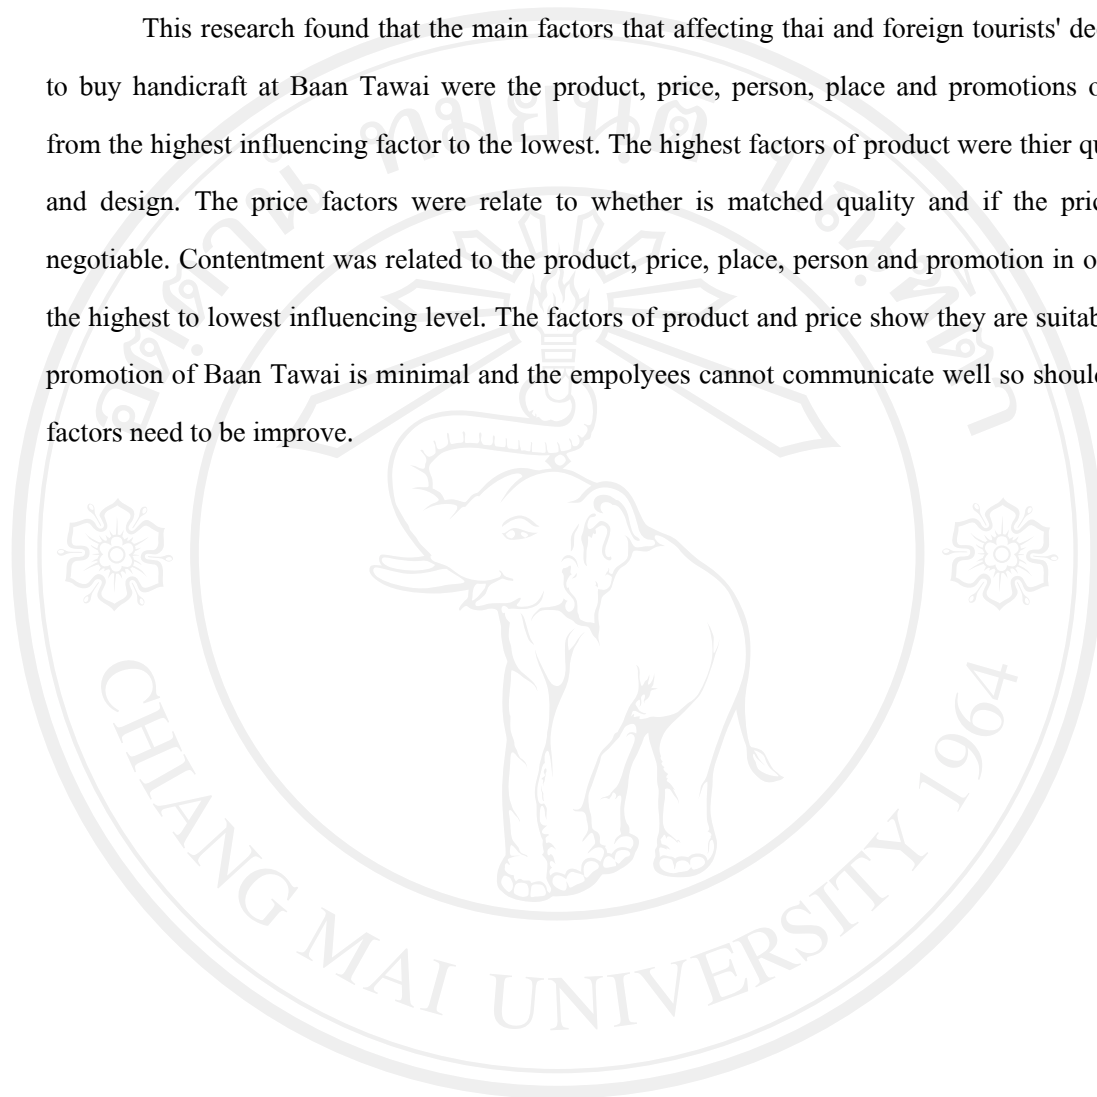 This research found that the main factors that affecting thai and foreign tourists'
to buy handicraft at Baan Tawai were the product, price, person, place and promotions
from the highest influencing factor to the lowest. The highest factors of product were thier
and design. The price factors were relate to whether is matched quality and if the
negotiable. Contentment was related to the product, price, place, person and promotion in
the highest to lowest influencing level. The factors of product and price show they are
promotion of Baan Tawai is minimal and the empolyees cannot communicate well so
factors need to be improve.
CHIANG MAI UNIVERSITY 1964